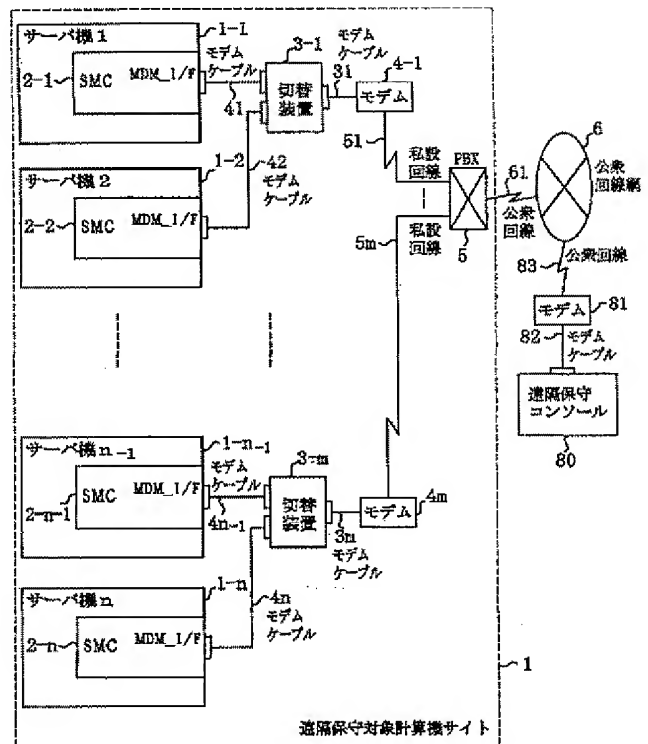 サーバ機1
1-1
2-1
SMC
MDM_I/F
モデム
ケーブル
41
3-1
切替
装置
モデム
ケーブル
31
4-1
モデム
51
サーバ機2
1-2
2-2
SMC
MDM_I/F
42
モデム
ケーブル
私設
回線
私設
回線
5m
PBX
5
61
公衆
回線
6
公衆
回線網
83
公衆回線
モデム
81
82
モデム
ケーブル
遠隔保守
コンソール
80
サーバ機n-1
1-n-1
2-n-1
SMC
MDM_I/F
モデム
ケーブル
4n-1
3-m
切替
装置
3m
モデム
ケーブル
モデム
4m
サーバ機n
1-n
2-n
SMC
MDM_I/F
4n
モデム
ケーブル
1
遠隔保守対象計算機サイト